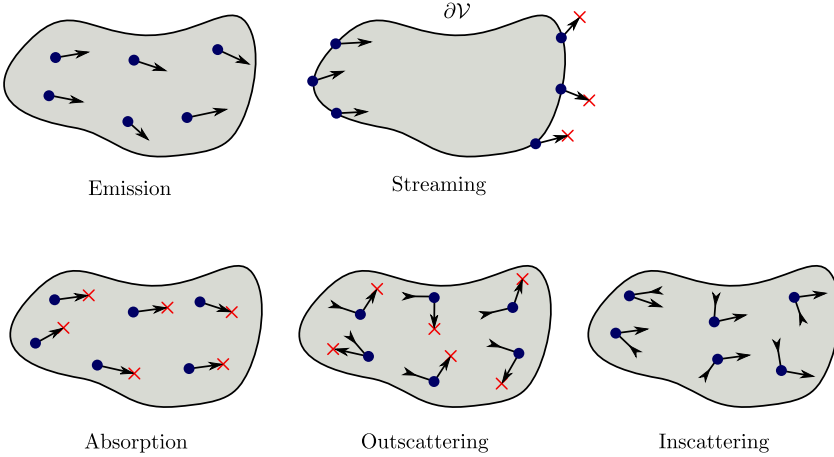 ∂𝒱
Emission
Streaming
Absorption
Outscattering
Inscattering